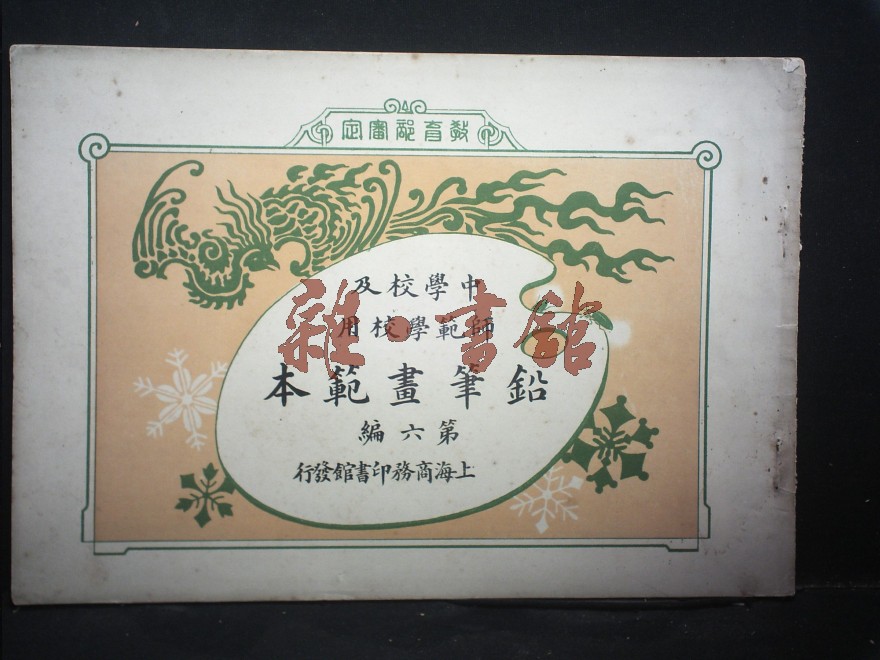 教育部審定
中學校及
師範學校用
鉛筆畫範本
第六編
上海商務印書館發行
雜·書館